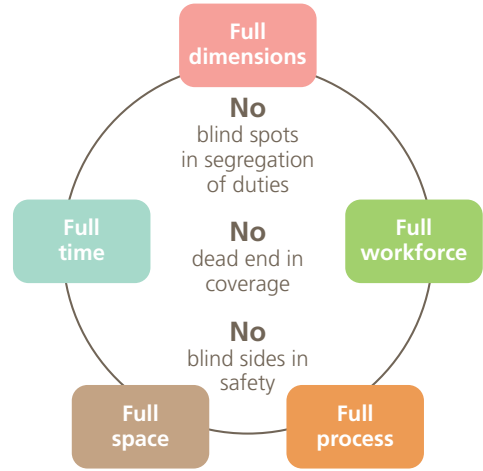 Full
dimensions
No
blind spots
in segregation
of duties
Full
time
Full
workforce
No
dead end in
coverage
No
blind sides in
safety
Full
space
Full
process